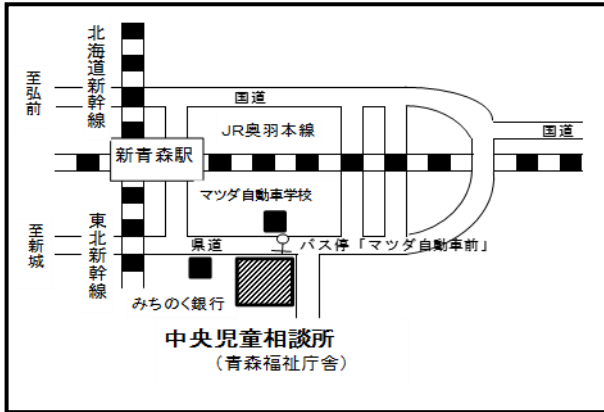 北海道新幹線
至弘前
国道
国道
JR奥羽本線
新青森駅
マツダ自動車学校
至新城
東北新幹線
県道
バス停「マツダ自動車前」
みちのく銀行
中央児童相談所
（青森福祉庁舎）